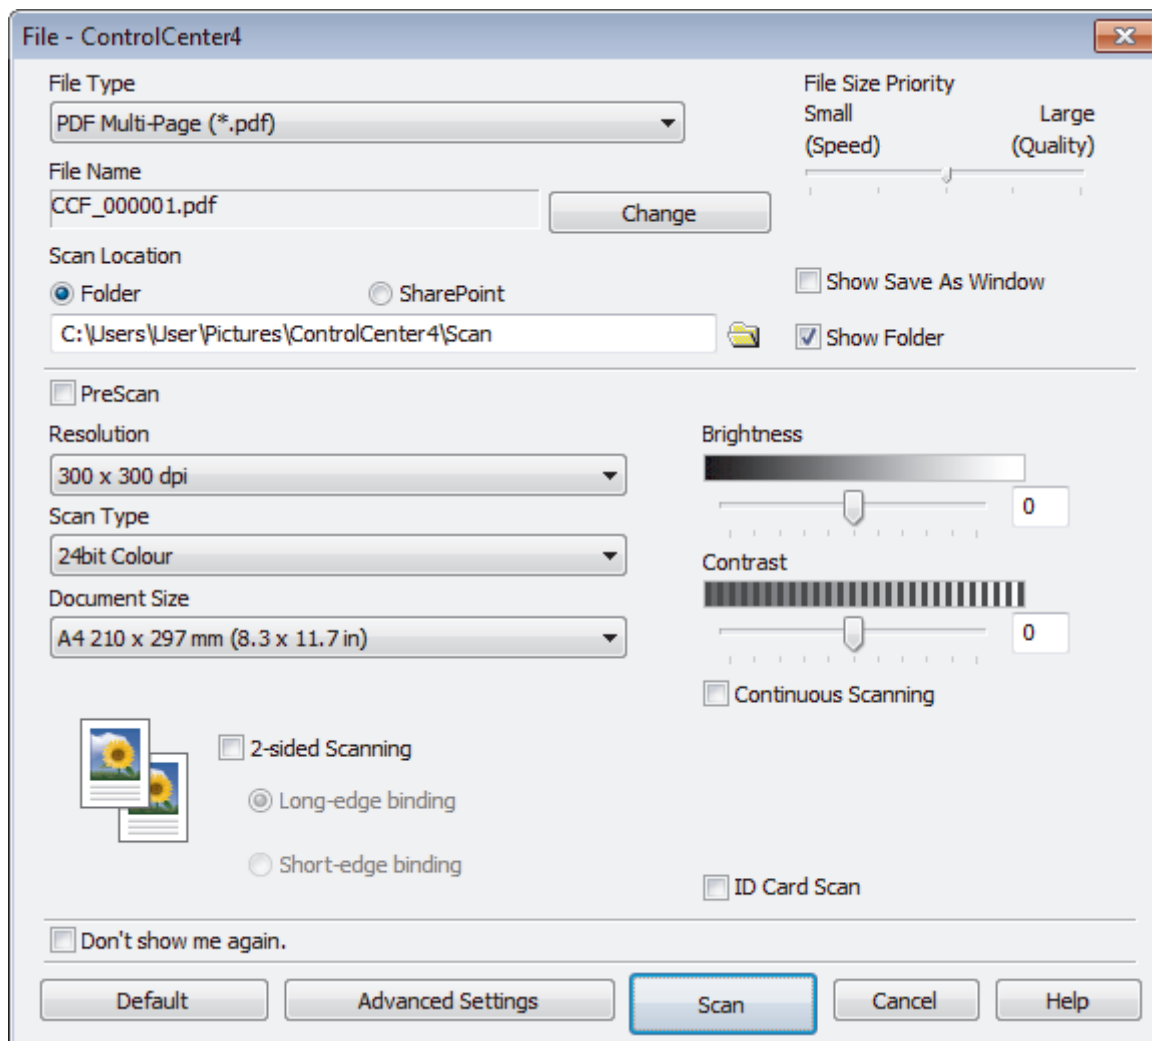 File - ControlCenter4
File Type
PDF Multi-Page (*.pdf)
File Size Priority
Small Large
(Speed) (Quality)
File Name
CCF_000001.pdf
Change
Scan Location
Folder SharePoint
Show Save As Window
C:\Users\User\Pictures\ControlCenter4\Scan
Show Folder
PreScan
Resolution
300 x 300 dpi
Scan Type
24bit Colour
Document Size
A4 210 x 297 mm (8.3 x 11.7 in)
Brightness
0
Contrast
0
Continuous Scanning
2-sided Scanning
Long-edge binding
Short-edge binding
ID Card Scan
Don't show me again.
Default Advanced Settings Scan Cancel Help